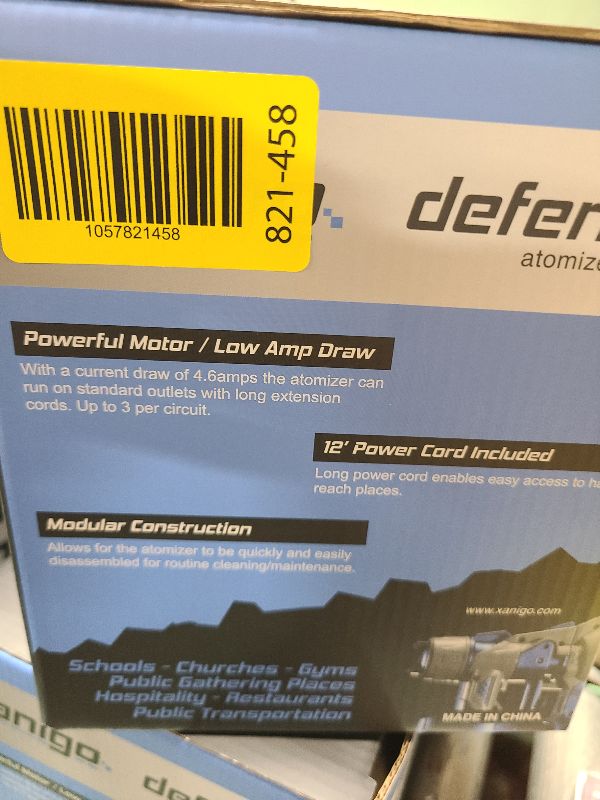 1057821458
821-458
defen
atomize
Powerful Motor / Low Amp Draw
With a current draw of 4.6amps the atomizer can
run on standard outlets with long extension
cords. Up to 3 per circuit.
12' Power Cord Included
Long power cord enables easy access to ha
reach places.
Modular Construction
Allows for the atomizer to be quickly and easily
disassembled for routine cleaning/maintenance.
www.xanigo.com
Schools - Churches - Gyms
Public Gathering Places
Hospitality - Restaurants
Public Transportation
MADE IN CHINA
anigo
de